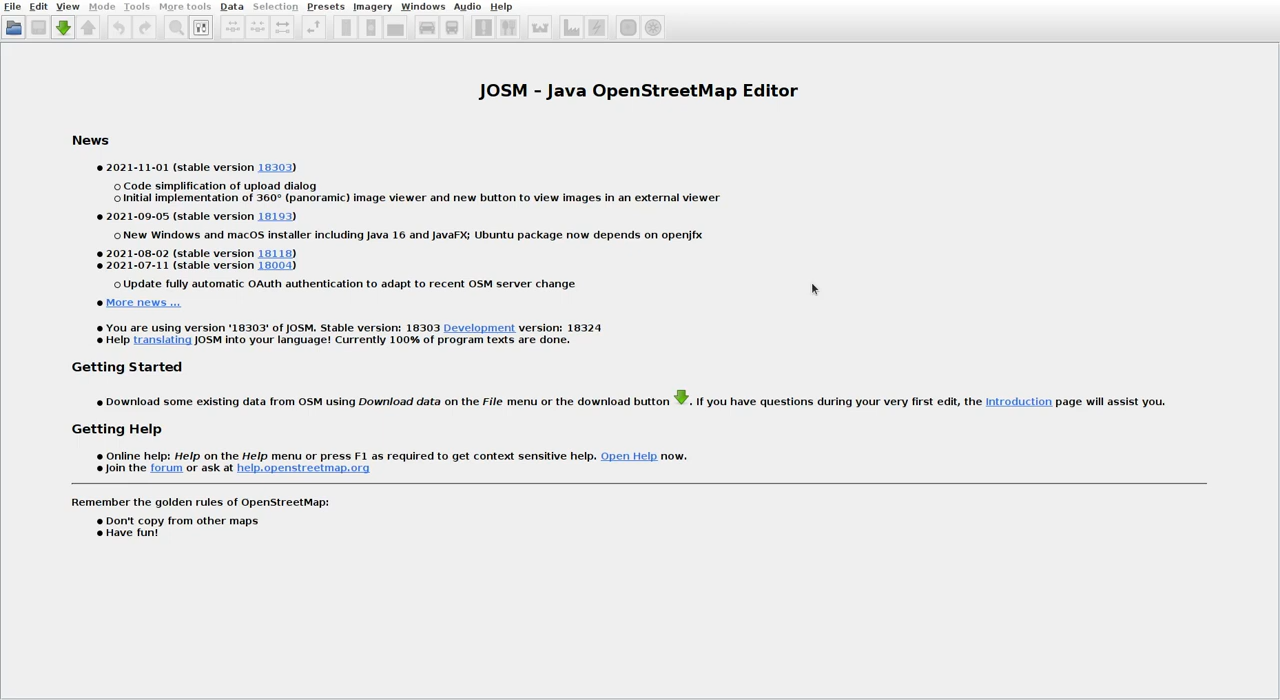 File Edit View Mode Tools More tools Data Selection Presets Imagery Windows Audio Help
JOSM – Java OpenStreetMap Editor
News
2021-11-01 (stable version 18303)
Code simplification of upload dialog
Initial implementation of 360° (panoramic) image viewer and new button to view images in an external viewer
2021-09-05 (stable version 18193)
New Windows and macOS installer including Java 16 and JavaFX; Ubuntu package now depends on openjfx
2021-08-02 (stable version 18118)
2021-07-11 (stable version 18004)
Update fully automatic OAuth authentication to adapt to recent OSM server change
More news ...
You are using version '18303' of JOSM. Stable version: 18303 Development version: 18324
Help translating JOSM into your language! Currently 100% of program texts are done.
Getting Started
Download some existing data from OSM using Download data on the File menu or the download button . If you have questions during your very first edit, the Introduction page will assist you.
Getting Help
Online help: Help on the Help menu or press F1 as required to get context sensitive help. Open Help now.
Join the forum or ask at help.openstreetmap.org
Remember the golden rules of OpenStreetMap:
Don't copy from other maps
Have fun!